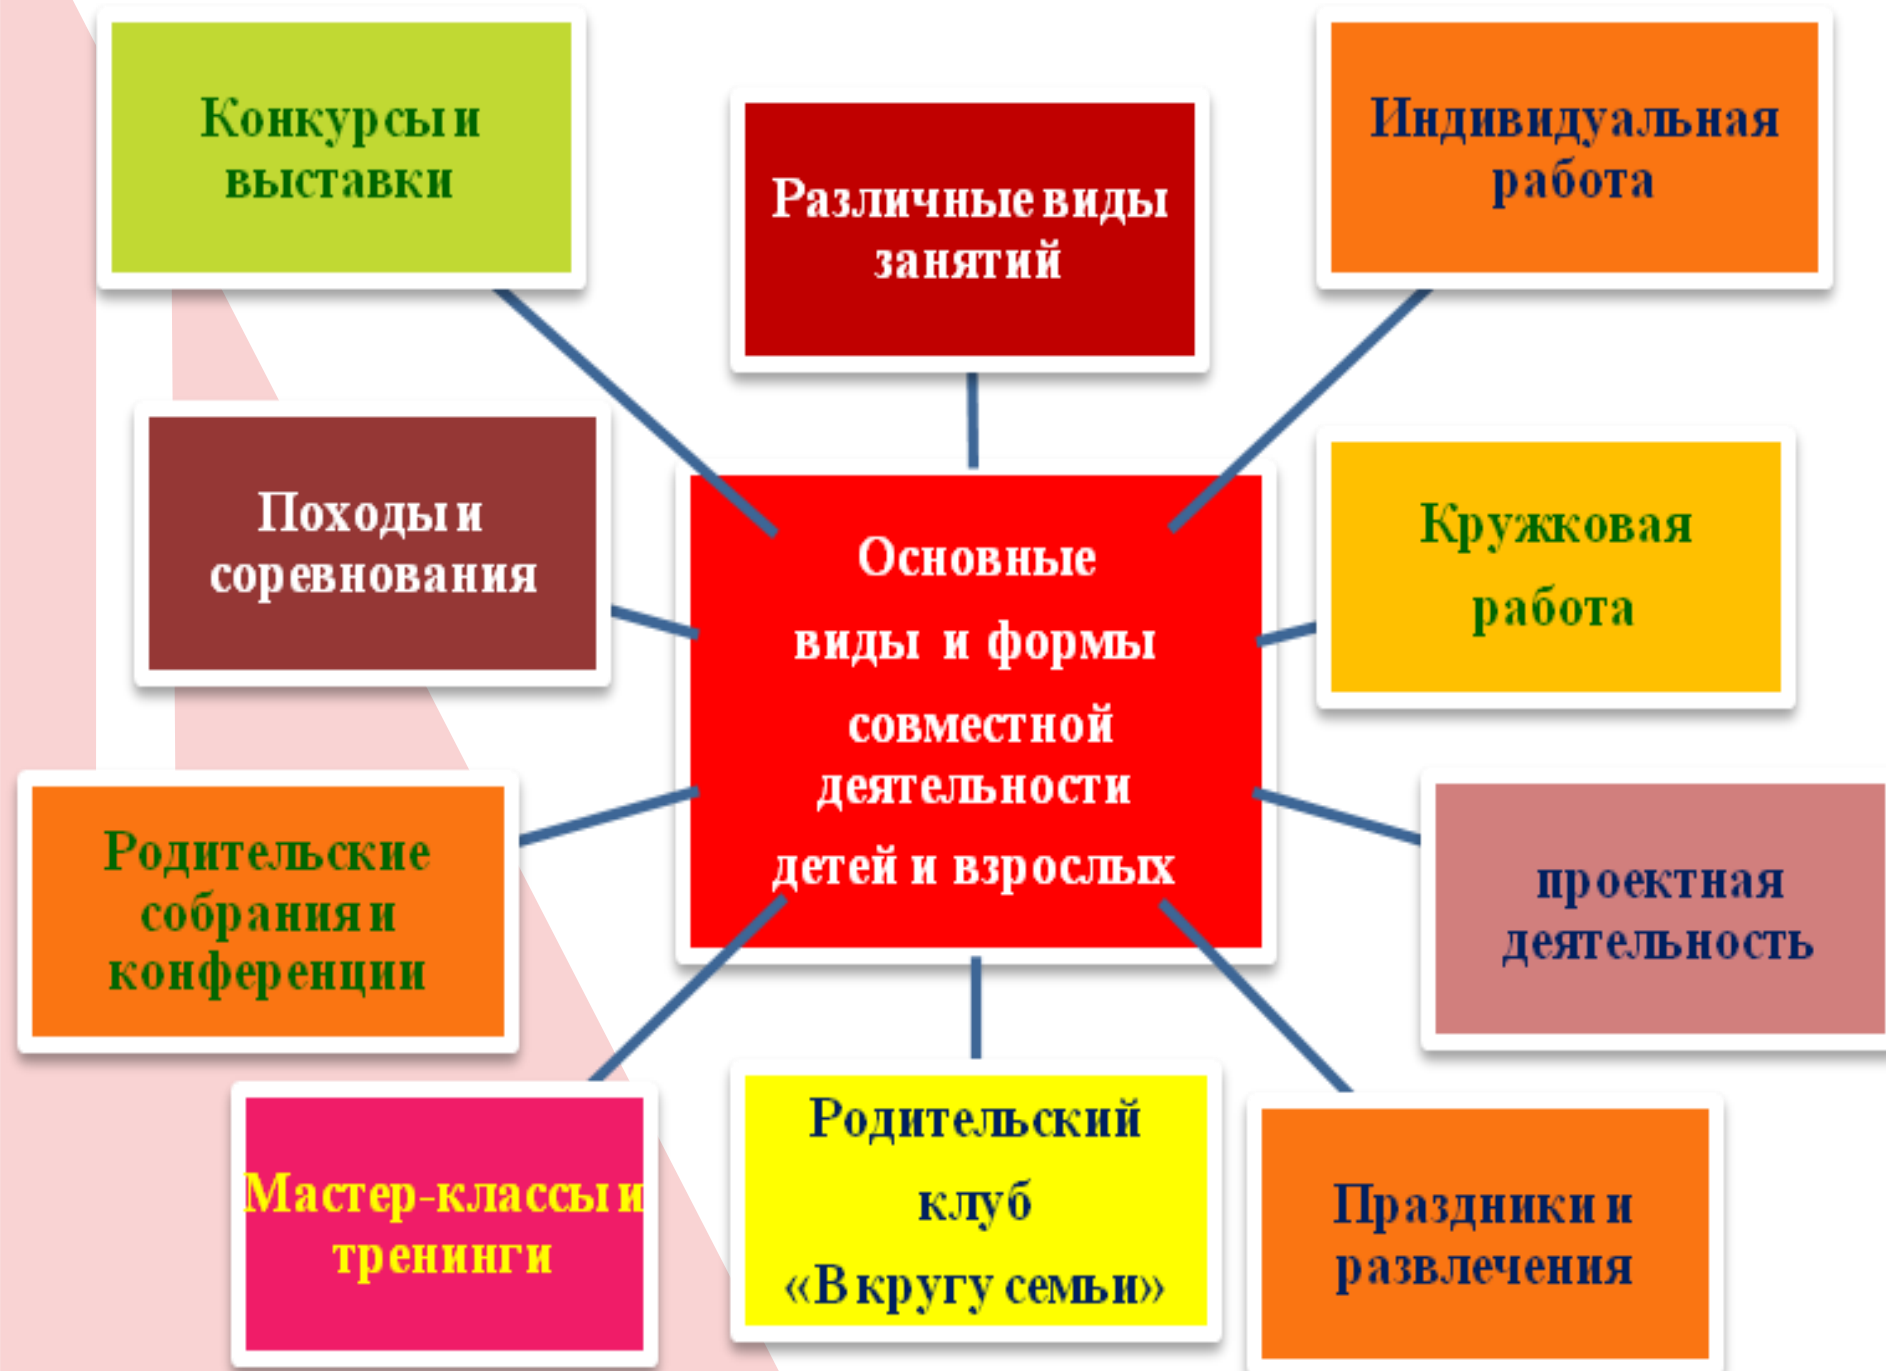 Конкурсы и
выставки
Различные виды
занятий
Индивидуальная
работа
Походы и
соревнования
Основные
виды и формы
совместной
деятельности
детей и взрослых
Кружковая
работа
Родительские
собрания и
конференции
проектная
деятельность
Мастер-классы и
тренинги
Родительский
клуб
«В кругу семьи»
Праздники и
развлечения